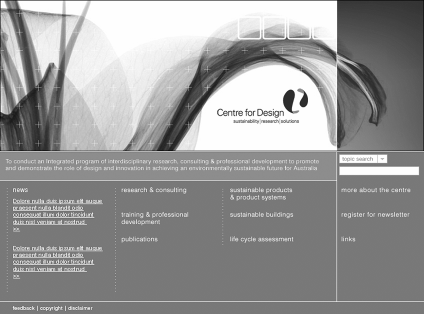 Centre for Design
sustainability|research|solutions
To conduct an integrated program of interdisciplinary research, consulting & professional development to promote
and demonstrate the role of design and innovation in achieving an environmentally sustainable future for Australia
topic search
news
Dolore nulla duis ipsum elit augue
praesent nulla blandit odio
consequat illum dolor tincidunt
duis nisl veniam at nostrud
>>
Dolore nulla duis ipsum elit augue
praesent nulla blandit odio
consequat illum dolor tincidunt
duis nisl veniam at nostrud
>>
research & consulting
training & professional
development
publications
sustainable products
& product systems
sustainable buildings
life cycle assessment
more about the centre
register for newsletter
links
feedback | copyright | disclaimer